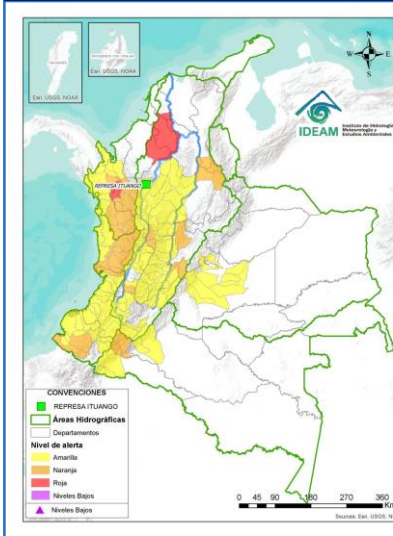 Esri, USGS, NOAA
Esri, USGS, NOAA
N
W
E
S
IDEAM
Instituto de Hidrología,
Meteorología y
Estudios Ambientales
REPRESA ITUANGO
CONVENCIONES
REPRESA ITUANGO
Áreas Hidrográficas
Departamentos
Nivel de alerta
Amarilla
Naranja
Roja
Niveles Bajos
Niveles Bajos
0 45 90 180 270 360
Km
Sources: Esri, USGS, N